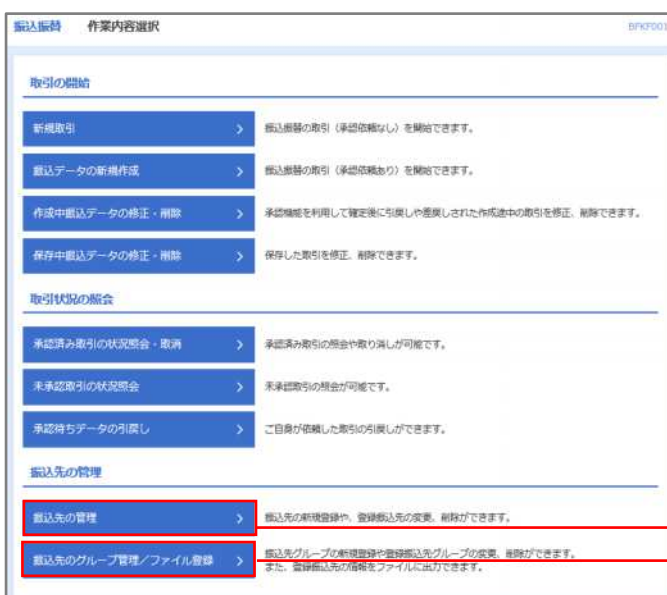 振込振替 作業内容選択 BFKF001
取引の開始
新規取引 振込振替の取引（承認依頼なし）を開始できます。
振込データの新規作成 振込振替の取引（承認依頼あり）を開始できます。
作成中振込データの修正・削除 承認機能を利用して確定後に引戻しや差戻しされた作成途中の取引を修正、削除できます。
保存中振込データの修正・削除 保存した取引を修正、削除できます。
取引状況の照会
承認済み取引の状況照会・取消 承認済み取引の照会や取り消しが可能です。
未承認取引の状況照会 未承認取引の照会が可能です。
承認待ちデータの引戻し ご自身が依頼した取引の引戻しができます。
振込先の管理
振込先の管理 振込先の新規登録や、登録振込先の変更、削除ができます。
振込先のグループ管理／ファイル登録 振込先グループの新規登録や登録振込先グループの変更、削除ができます。
また、登録振込先の情報をファイルに出力できます。